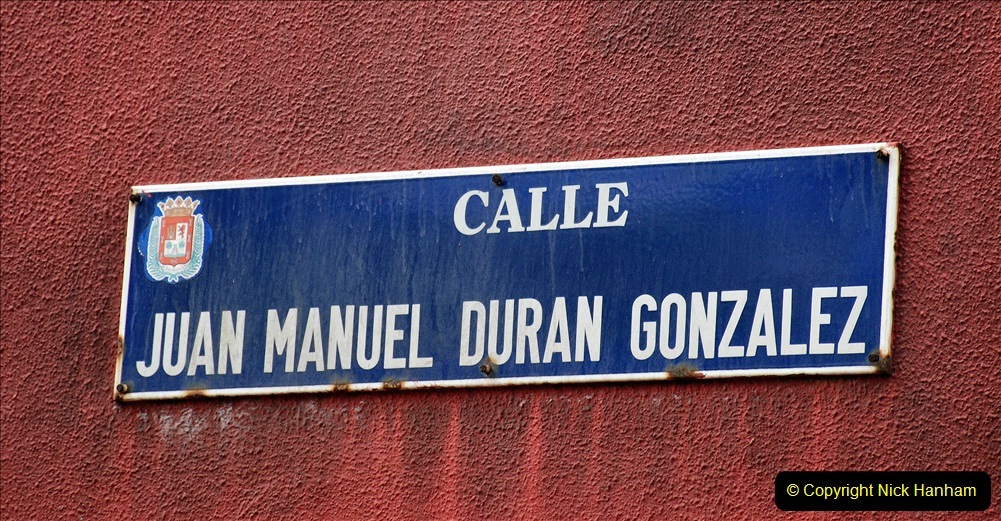 CALLE
JUAN MANUEL DURAN GONZALEZ
© Copyright Nick Hanham